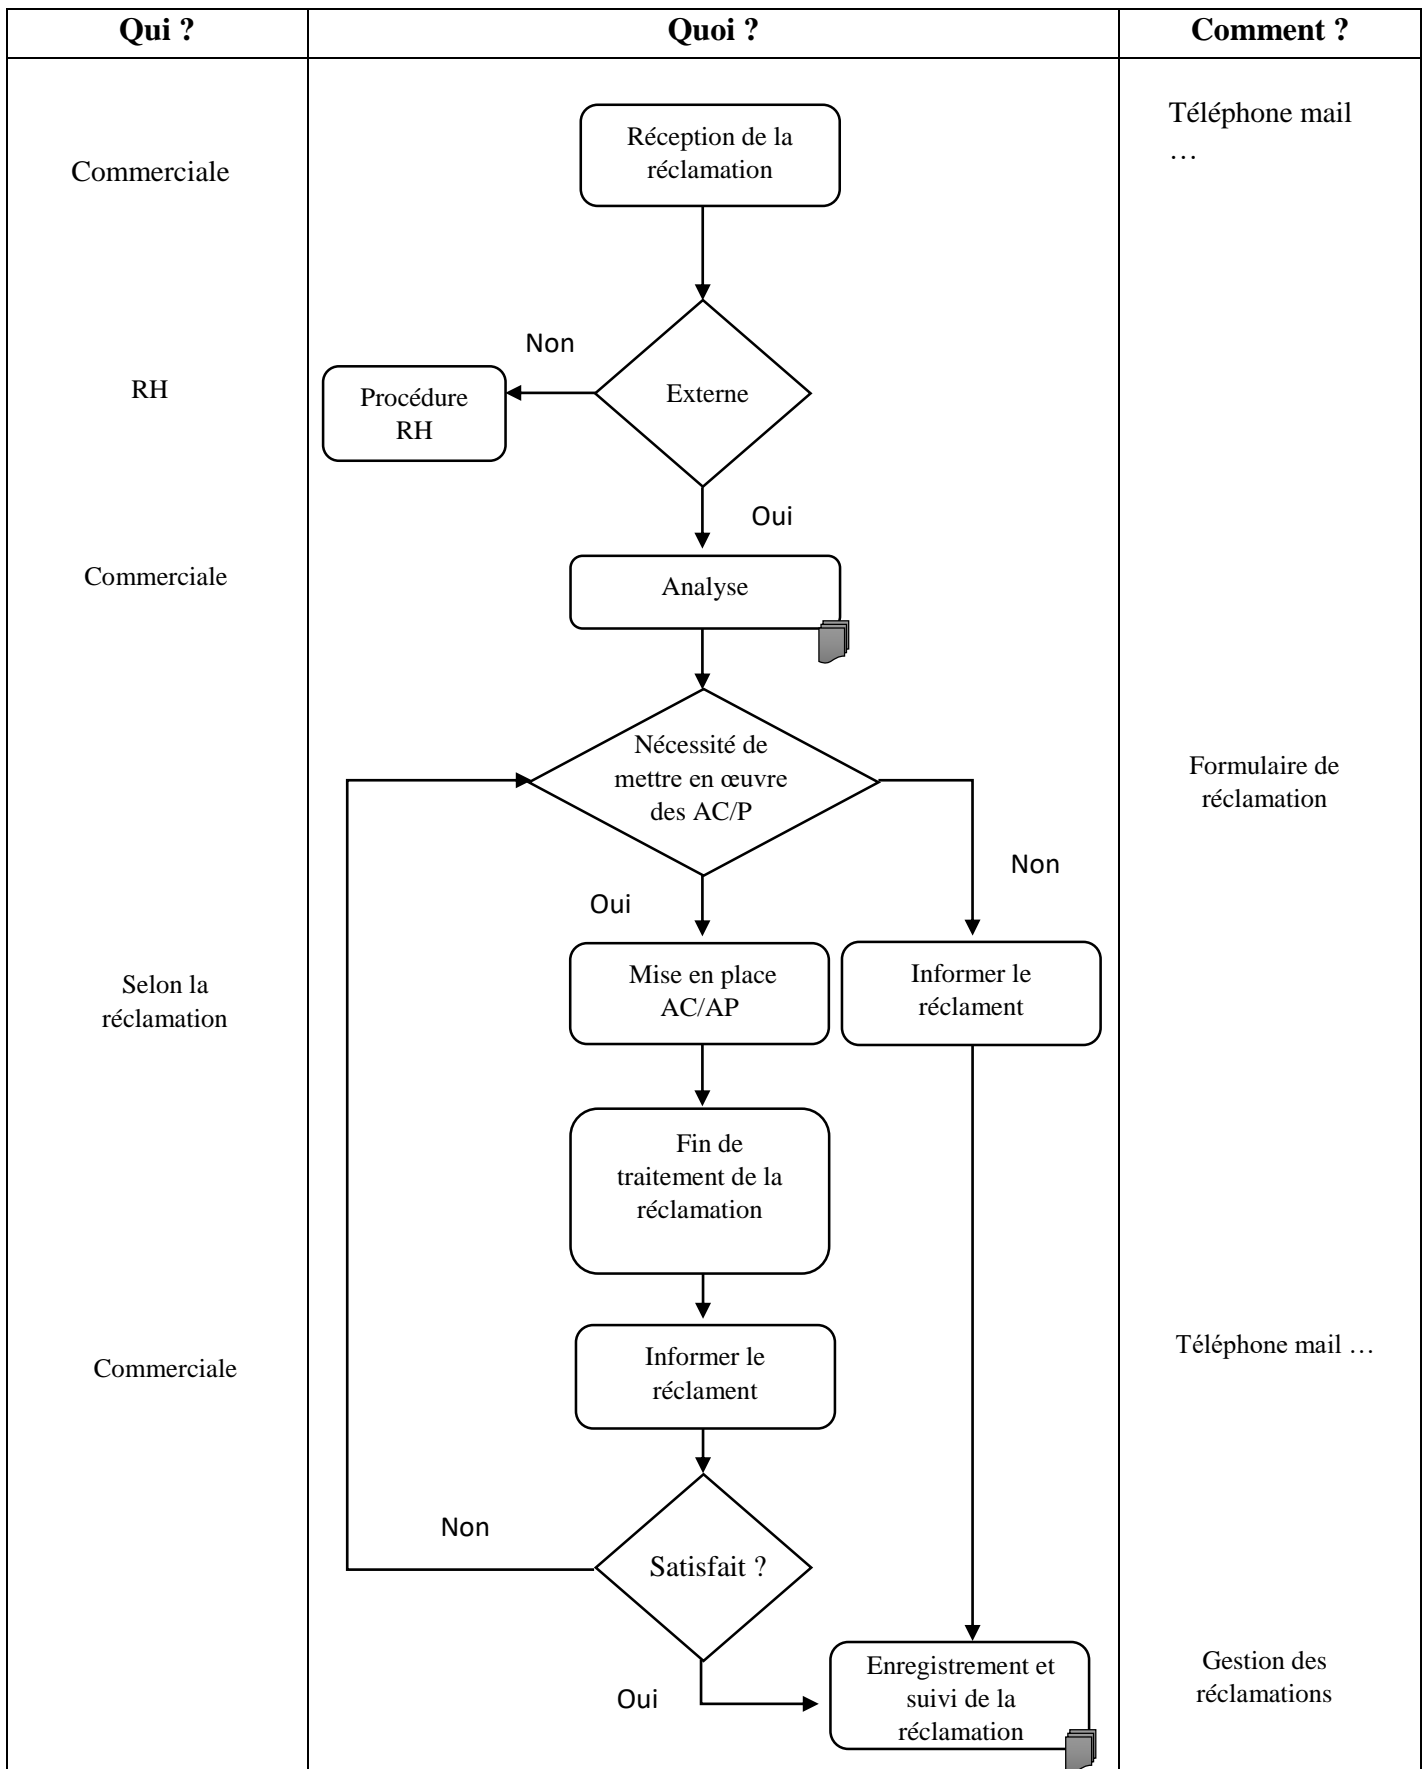 Qui ?
Quoi ?
Comment ?
Téléphone mail
…
Réception de la
réclamation
Commerciale
Non
RH
Procédure
RH
Externe
Oui
Commerciale
Analyse
Nécessité de
mettre en œuvre
des AC/P
Formulaire de
réclamation
Non
Oui
Selon la
réclamation
Mise en place
AC/AP
Informer le
réclament
Fin de
traitement de la
réclamation
Commerciale
Informer le
réclament
Téléphone mail …
Non
Satisfait ?
Oui
Enregistrement et
suivi de la
réclamation
Gestion des
réclamations